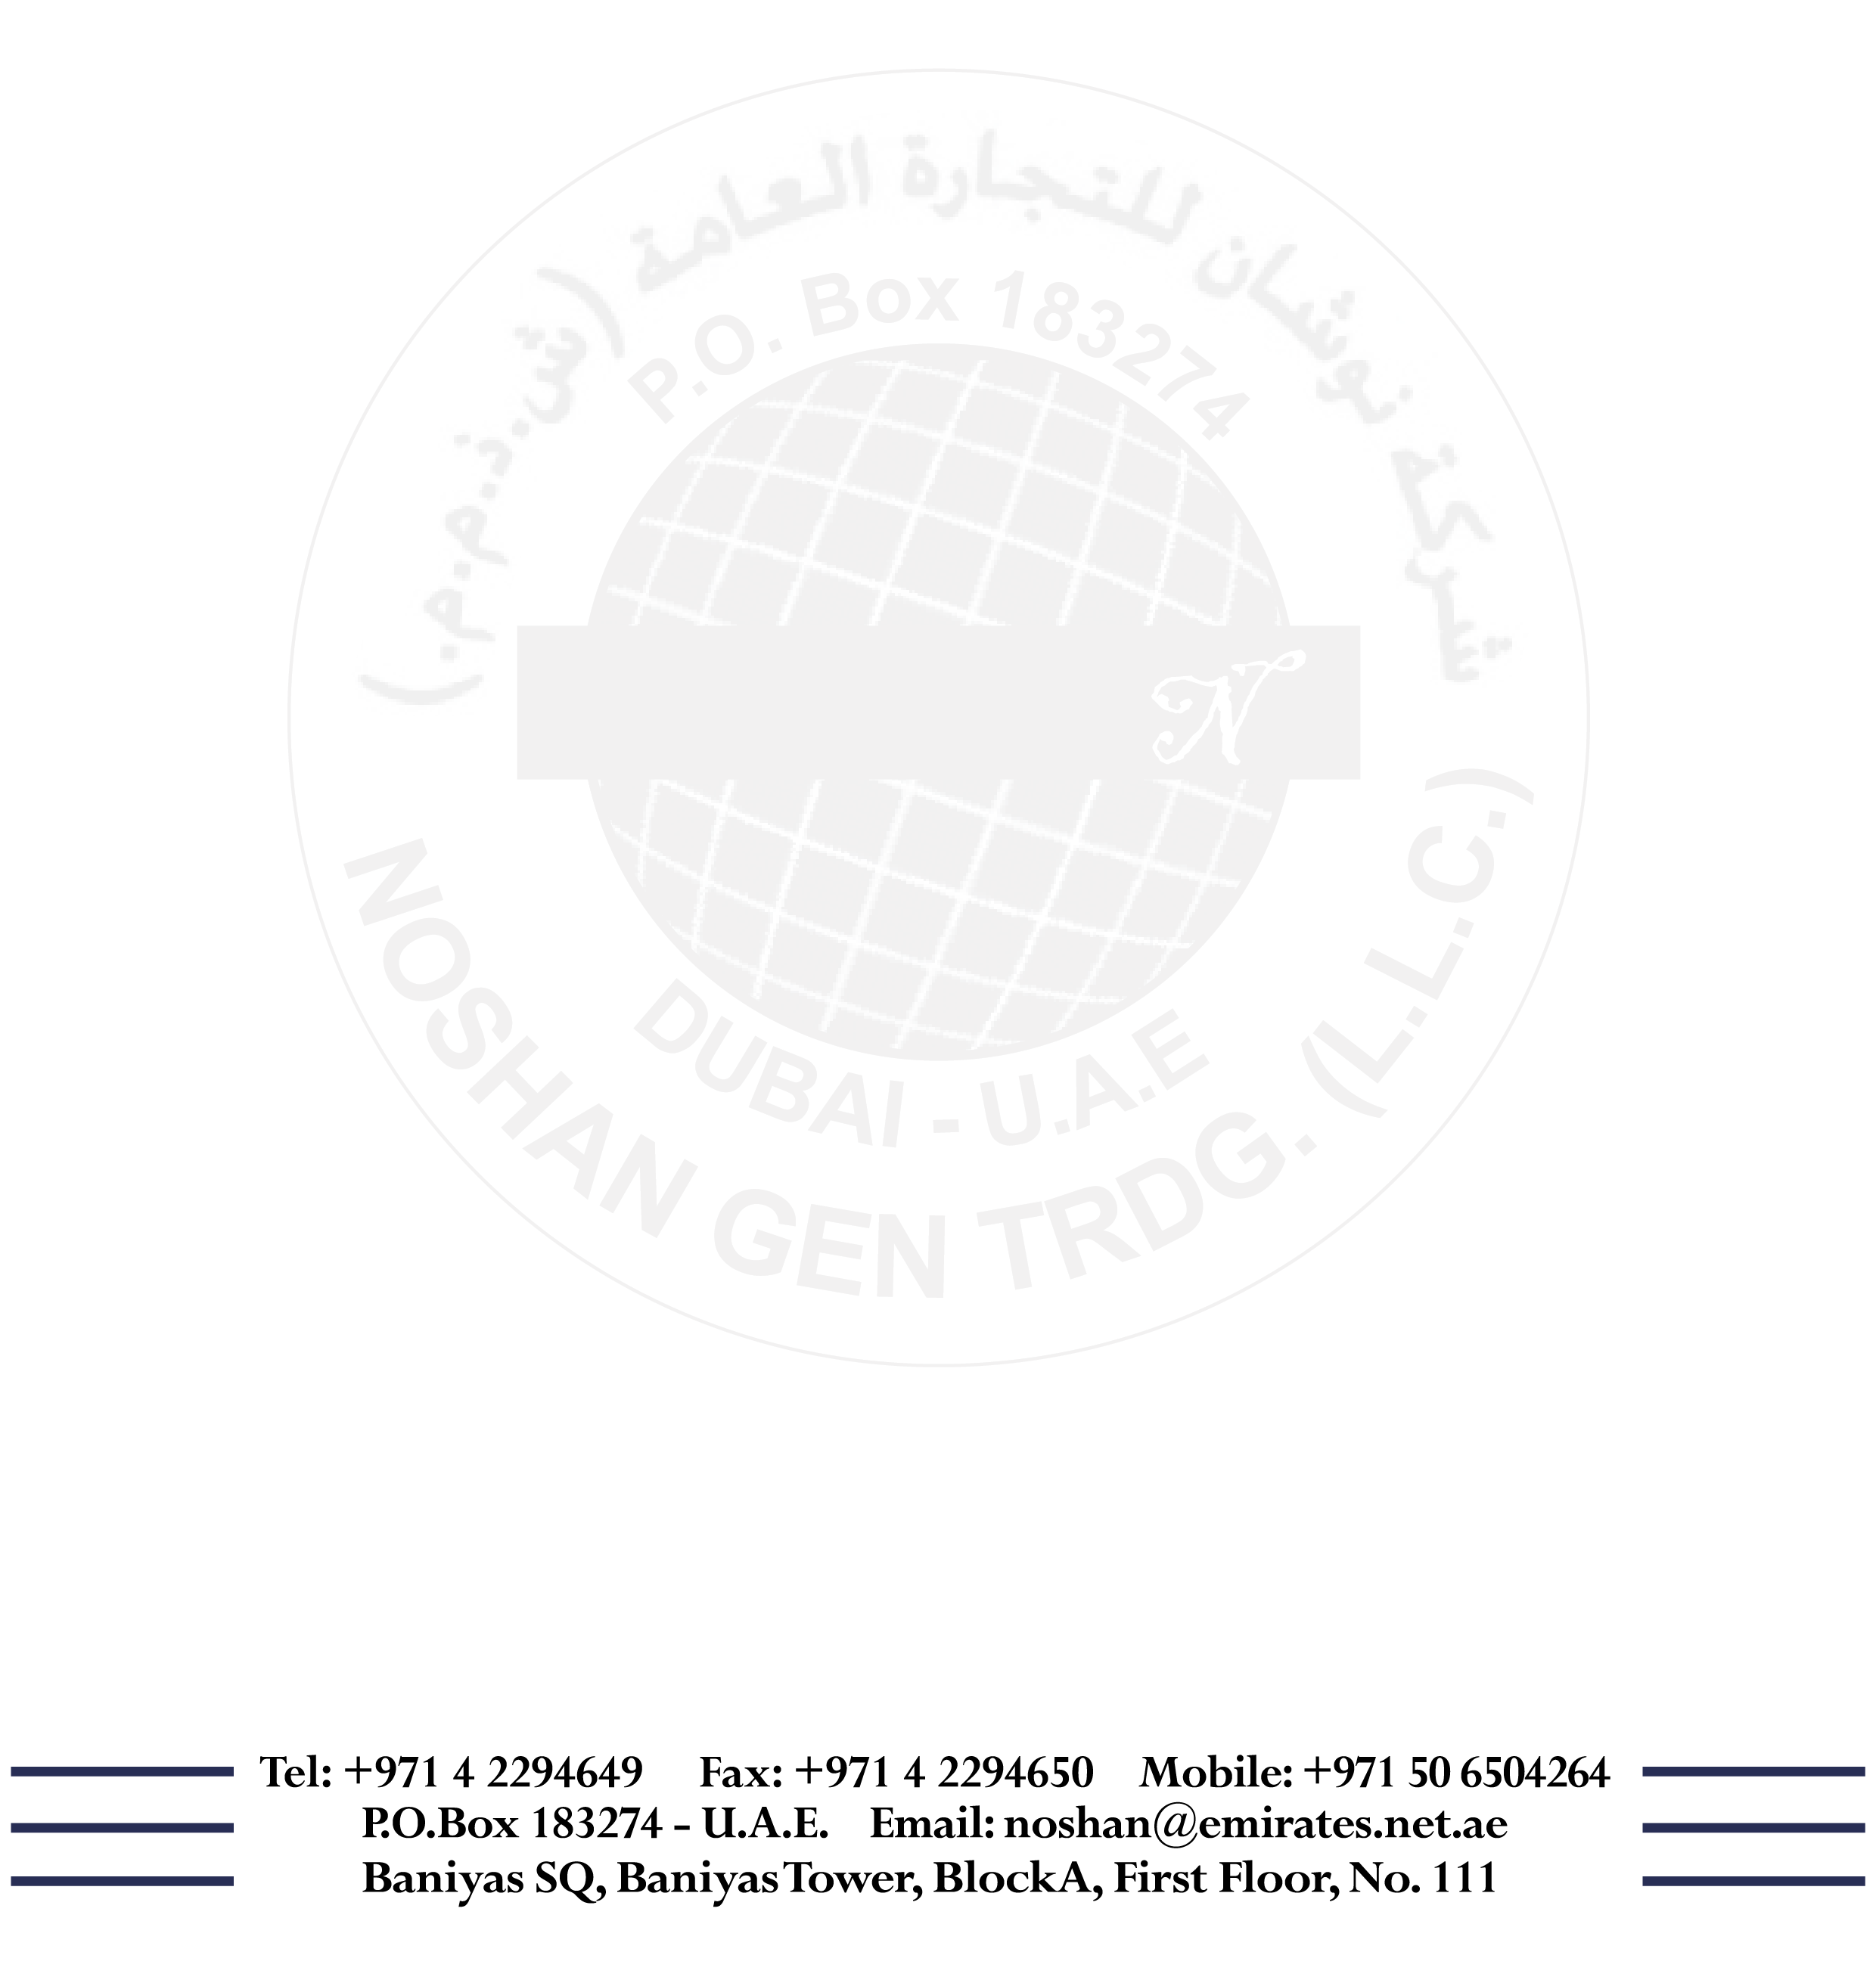 شركة نوشان للتجارة العامة (ش.ذ.م.م.)
P.O. Box 183274
N
DUBAI - U.A.E
NOSHAN GEN TRDG. (L.L.C.)
Tel: +971 4 2294649 Fax: +971 4 2294650 Mobile: +971 50 6504264
P.O.Box 183274 - U.A.E. Email: noshan@emirates.net.ae
Baniyas SQ, Baniyas Tower, BlockA, First Floor, No. 111